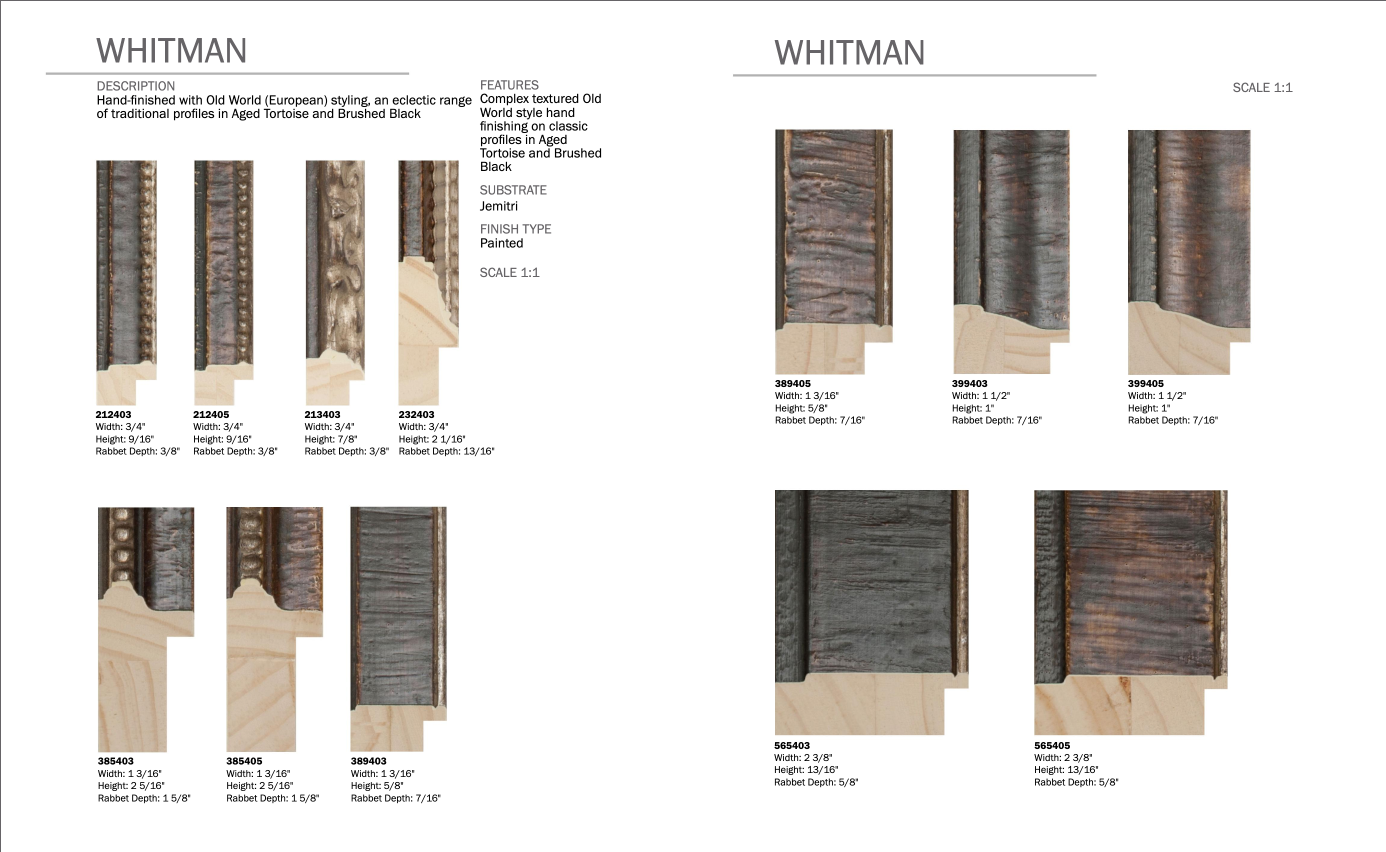 WHITMAN
DESCRIPTION
Hand-finished with Old World (European) styling, an eclectic range
of traditional profiles in Aged Tortoise and Brushed Black
FEATURES
Complex textured Old
World style hand
finishing on classic
profiles in Aged
Tortoise and Brushed
Black
SUBSTRATE
Jemitri
FINISH TYPE
Painted
SCALE 1:1
212403
Width: 3/4"
Height: 9/16"
Rabbet Depth: 3/8"
212405
Width: 3/4"
Height: 9/16"
Rabbet Depth: 3/8"
213403
Width: 3/4"
Height: 7/8"
Rabbet Depth: 3/8"
232403
Width: 3/4"
Height: 2 1/16"
Rabbet Depth: 13/16"
385403
Width: 1 3/16"
Height: 2 5/16"
Rabbet Depth: 1 5/8"
385405
Width: 1 3/16"
Height: 2 5/16"
Rabbet Depth: 1 5/8"
389403
Width: 1 3/16"
Height: 5/8"
Rabbet Depth: 7/16"
WHITMAN
SCALE 1:1
389405
Width: 1 3/16"
Height: 5/8"
Rabbet Depth: 7/16"
399403
Width: 1 1/2"
Height: 1"
Rabbet Depth: 7/16"
399405
Width: 1 1/2"
Height: 1"
Rabbet Depth: 7/16"
565403
Width: 2 3/8"
Height: 13/16"
Rabbet Depth: 5/8"
565405
Width: 2 3/8"
Height: 13/16"
Rabbet Depth: 5/8"